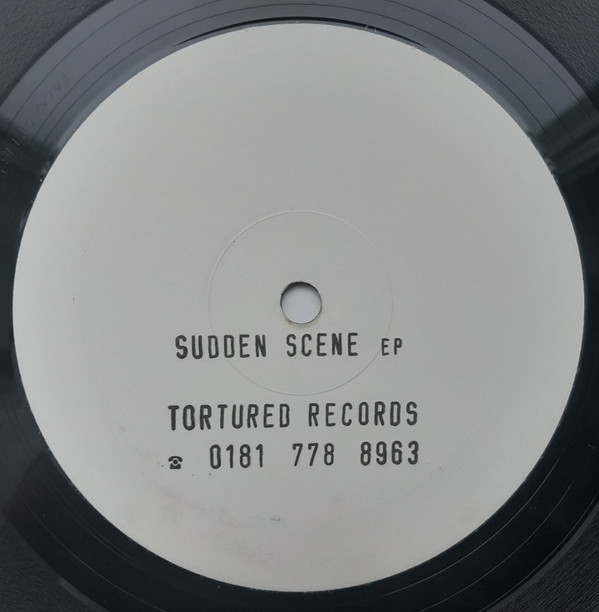 SUDDEN SCENE EP
TORTURED RECORDS
☎ 0181 778 8963